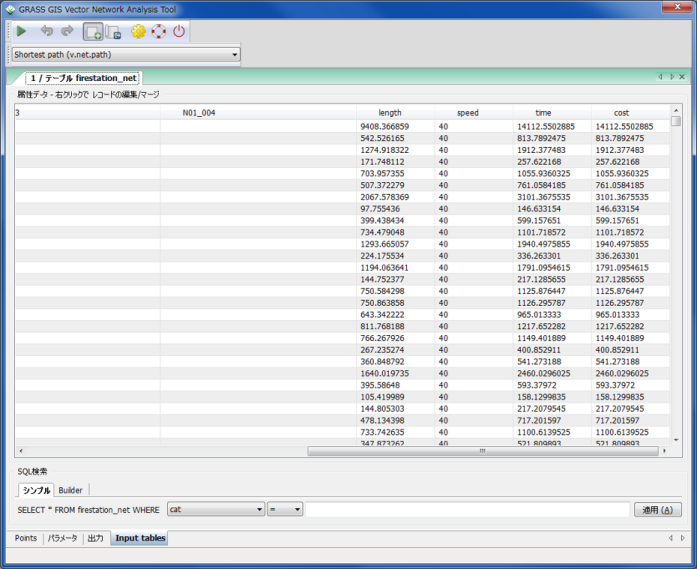 GRASS GIS Vector Network Analysis Tool
Shortest path (v.net.path)
1 / テーブル firestation_net
属性データ - 右クリックで レコードの編集/マージ
3 N01_004 length speed time cost
9408.366859 40 14112.5502885 14112.5502885
542.526165 40 813.7892475 813.7892475
1274.918322 40 1912.377483 1912.377483
171.748112 40 257.622168 257.622168
703.957355 40 1055.9360325 1055.9360325
507.372279 40 761.0584185 761.0584185
2067.578369 40 3101.3675535 3101.3675535
97.755436 40 146.633154 146.633154
399.438434 40 599.157651 599.157651
734.479048 40 1101.718572 1101.718572
1293.665057 40 1940.4975855 1940.4975855
224.175534 40 336.263301 336.263301
1194.063641 40 1791.0954615 1791.0954615
144.752377 40 217.1285655 217.1285655
750.584298 40 1125.876447 1125.876447
750.863858 40 1126.295787 1126.295787
643.342222 40 965.013333 965.013333
811.768188 40 1217.652282 1217.652282
766.267926 40 1149.401889 1149.401889
267.235274 40 400.852911 400.852911
360.848792 40 541.273188 541.273188
1640.019735 40 2460.0296025 2460.0296025
395.58648 40 593.37972 593.37972
105.419989 40 158.1299835 158.1299835
144.805303 40 217.2079545 217.2079545
478.134398 40 717.201597 717.201597
733.742635 40 1100.6139525 1100.6139525
347.873262 40 521.809893 521.809893
SQL検索
シンプル Builder
SELECT * FROM firestation_net WHERE cat = 適用 (A)
Points パラメータ 出力 Input tables